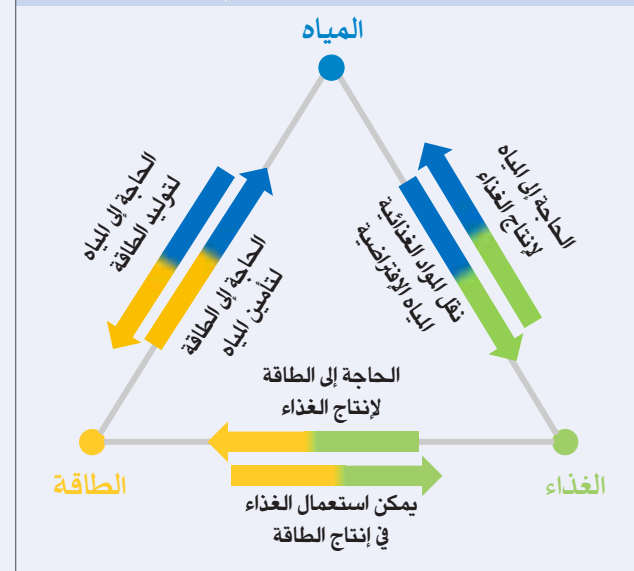 المياه
الحاجة إلى المياه
لتوليد الطاقة
الحاجة إلى الطاقة
لتأمين المياه
الحاجة إلى المياه
لإنتاج الغذاء
نقل المواد الغذائية
المياه الإفتراضية
الحاجة إلى الطاقة
لإنتاج الغذاء
الغذاء
الطاقة
يمكن استعمال الغذاء
في إنتاج الطاقة